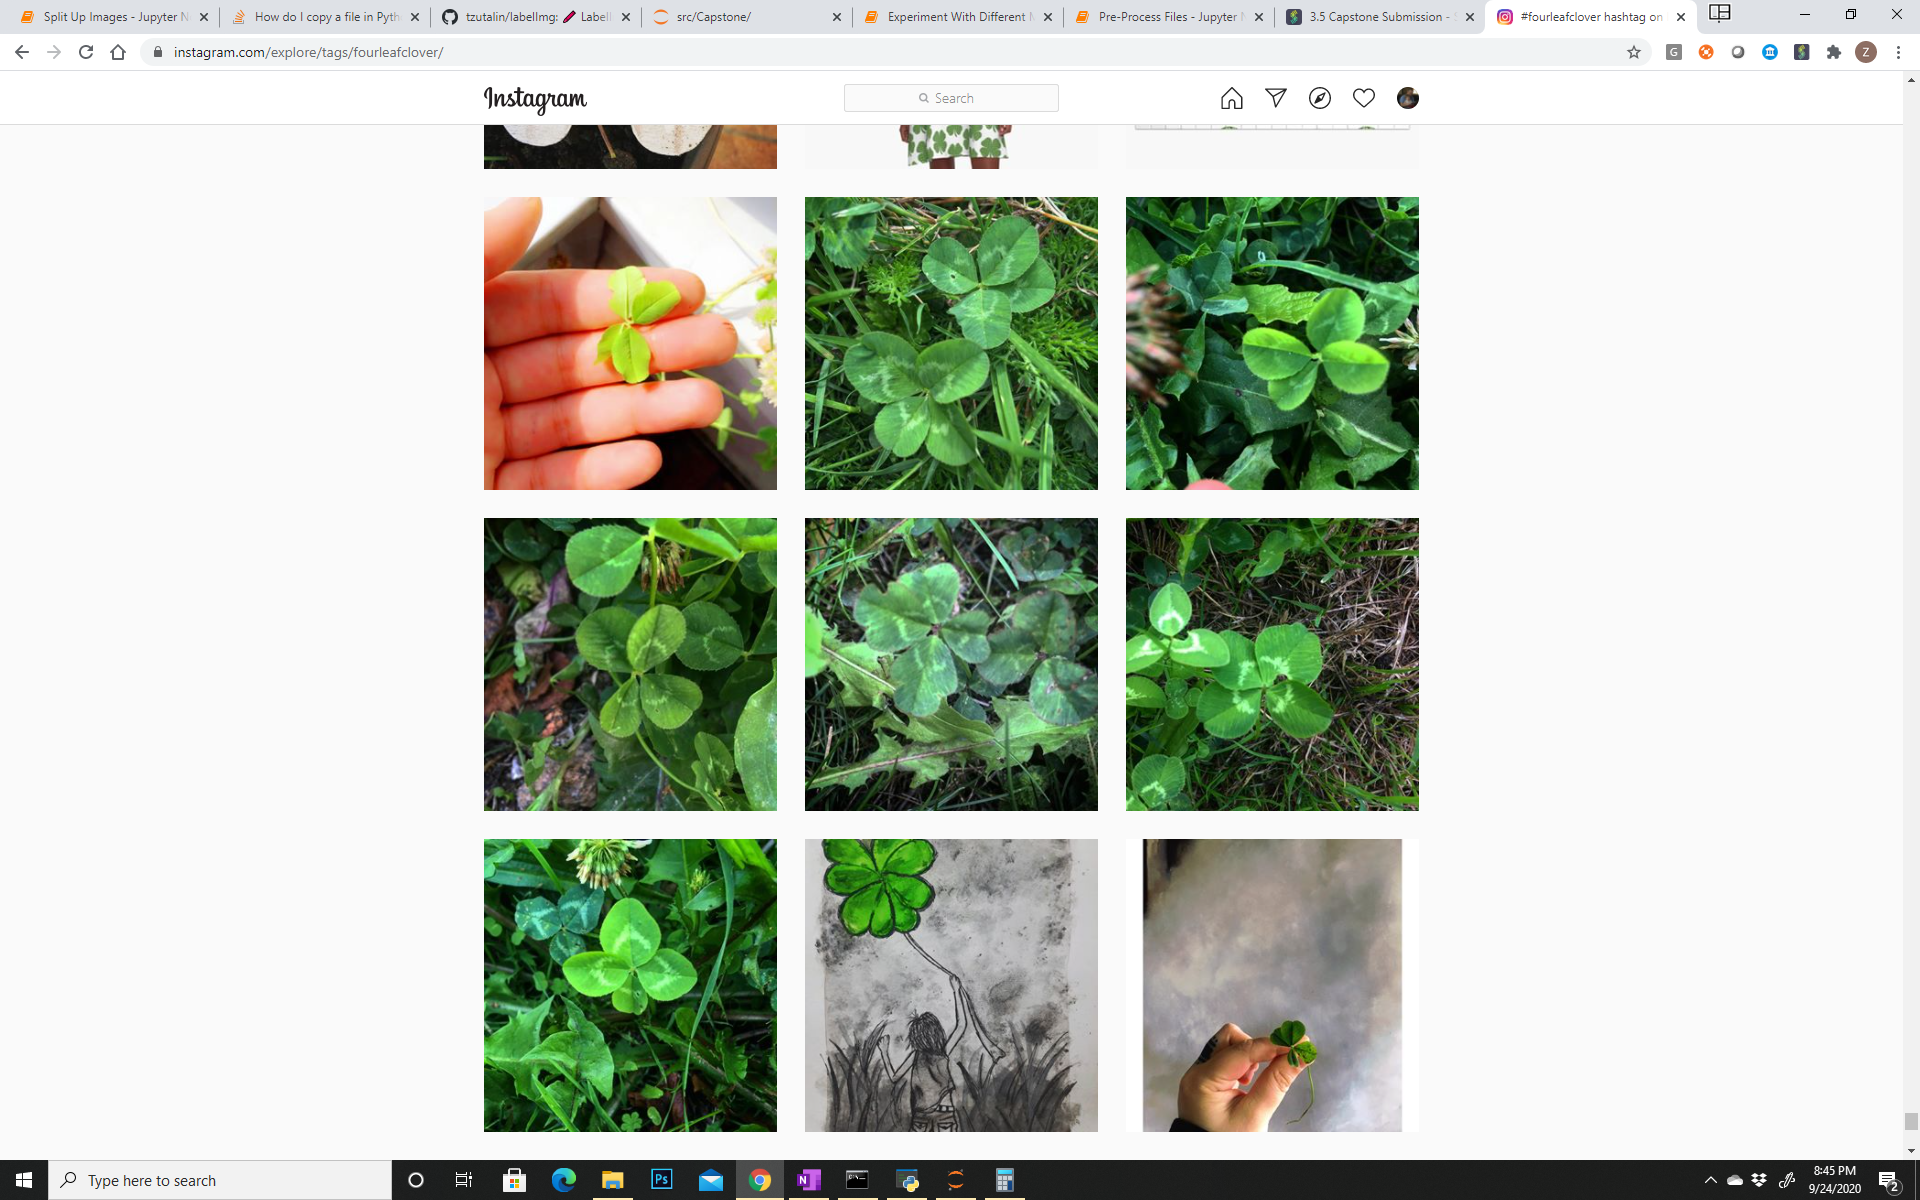 Split Up Images - Jupyter N
How do I copy a file in Pyth
tzutalin/labelImg: Label
src/Capstone/
Experiment With Different M
Pre-Process Files - Jupyter N
3.5 Capstone Submission - S
#fourleafclover hashtag on
instagram.com/explore/tags/fourleafclover/
G
Z
Instagram
Search
Type here to search
Ps
N
8:45 PM
9/24/2020
2